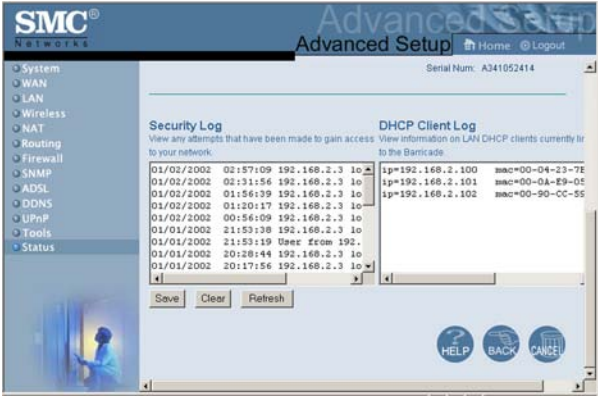 SMC®
Networks
Advanced Setup
Advanced Setup
Home
Logout
System
WAN
LAN
Wireless
NAT
Routing
Firewall
SNMP
ADSL
DDNS
UPnP
Tools
Status
Serial Num: A341052414
Security Log
View any attempts that have been made to gain access
to your network.
01/02/2002 02:57:09 192.168.2.3 lo
01/02/2002 02:31:56 192.168.2.3 lo
01/02/2002 01:56:39 192.168.2.3 lo
01/02/2002 01:20:17 192.168.2.3 lo
01/02/2002 00:56:09 192.168.2.3 lo
01/01/2002 21:53:38 192.168.2.3 lo
01/01/2002 21:53:19 User from 192.
01/01/2002 20:28:44 192.168.2.3 lo
01/01/2002 20:17:56 192.168.2.3 lo
Save
Clear
Refresh
DHCP Client Log
View information on LAN DHCP clients currently lin
to the Barricade.
ip=192.168.2.100 mac=00-04-23-7E
ip=192.168.2.101 mac=00-0A-E9-05
ip=192.168.2.102 mac=00-90-CC-59
HELP
BACK
CANCEL